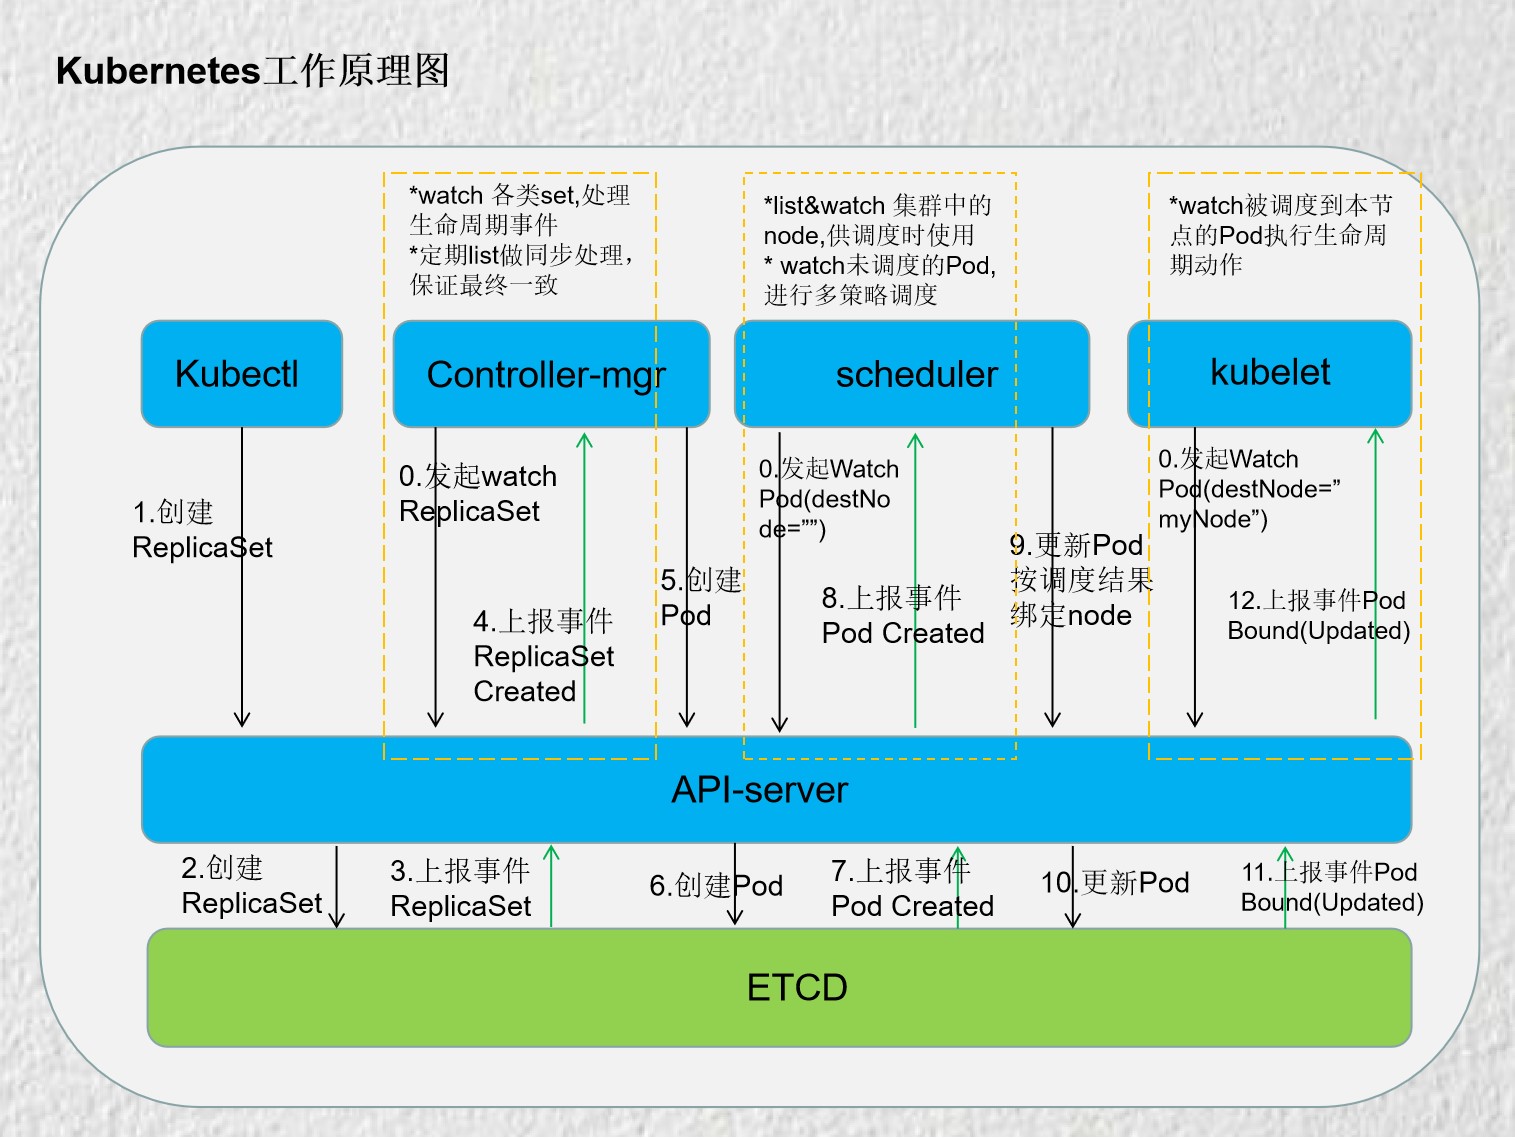 Kubernetes工作原理图
*watch 各类set,处理
生命周期事件
*定期list做同步处理，
保证最终一致
*list&watch 集群中的
node,供调度时使用
* watch未调度的Pod,
进行多策略调度
*watch被调度到本节
点的Pod执行生命周
期动作
Kubectl
Controller-mgr
scheduler
kubelet
1.创建
ReplicaSet
0.发起watch
ReplicaSet
4.上报事件
ReplicaSet
Created
5.创建
Pod
0.发起Watch
Pod(destNo
de=””)
8.上报事件
Pod Created
9.更新Pod
按调度结果
绑定node
0.发起Watch
Pod(destNode=”
myNode”)
12.上报事件Pod
Bound(Updated)
API-server
2.创建
ReplicaSet
3.上报事件
ReplicaSet
6.创建Pod
7.上报事件
Pod Created
10.更新Pod
11.上报事件Pod
Bound(Updated)
ETCD